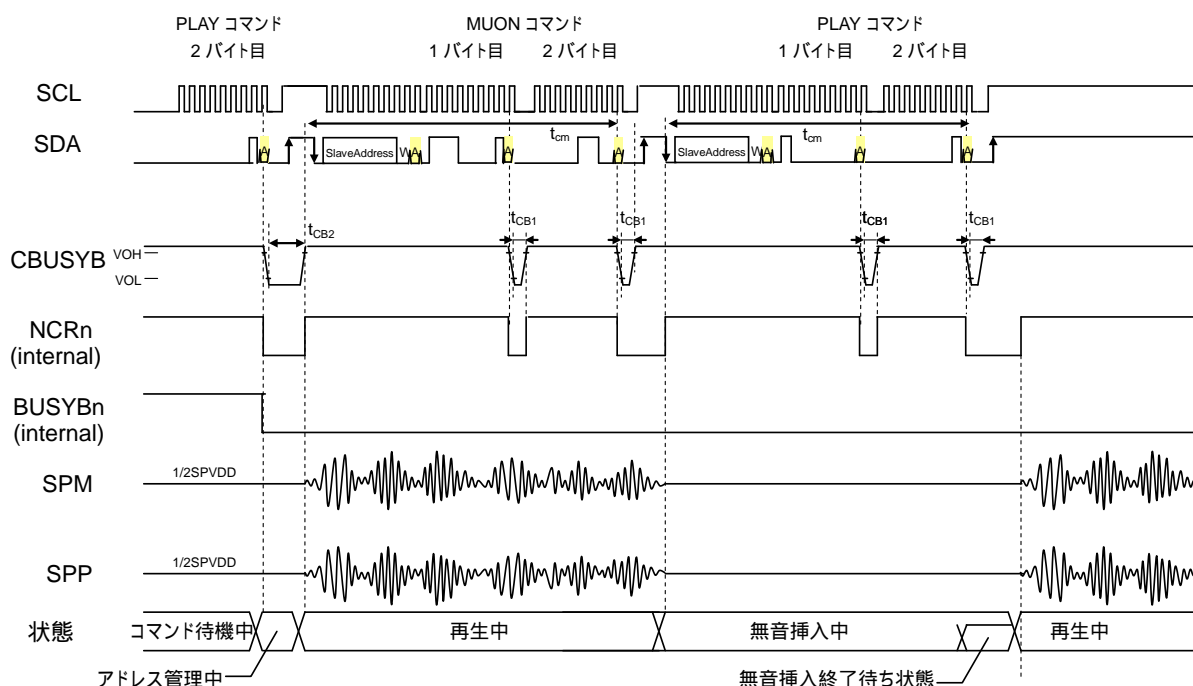 PLAY コマンド
2 バイト目
MUON コマンド
1 バイト目 2 バイト目
PLAY コマンド
1 バイト目 2 バイト目
SCL
SDA
A
SlaveAddress W A
A
A
tcm
SlaveAddress W A
A
A
tcm
CBUSYB
VOH
VOL
tCB2
tCB1
tCB1
tCB1
tCB1
NCRn
(internal)
BUSYBn
(internal)
SPM
1/2SPVDD
SPP
1/2SPVDD
状態
コマンド待機中
再生中
無音挿入中
再生中
アドレス管理中
無音挿入終了待ち状態